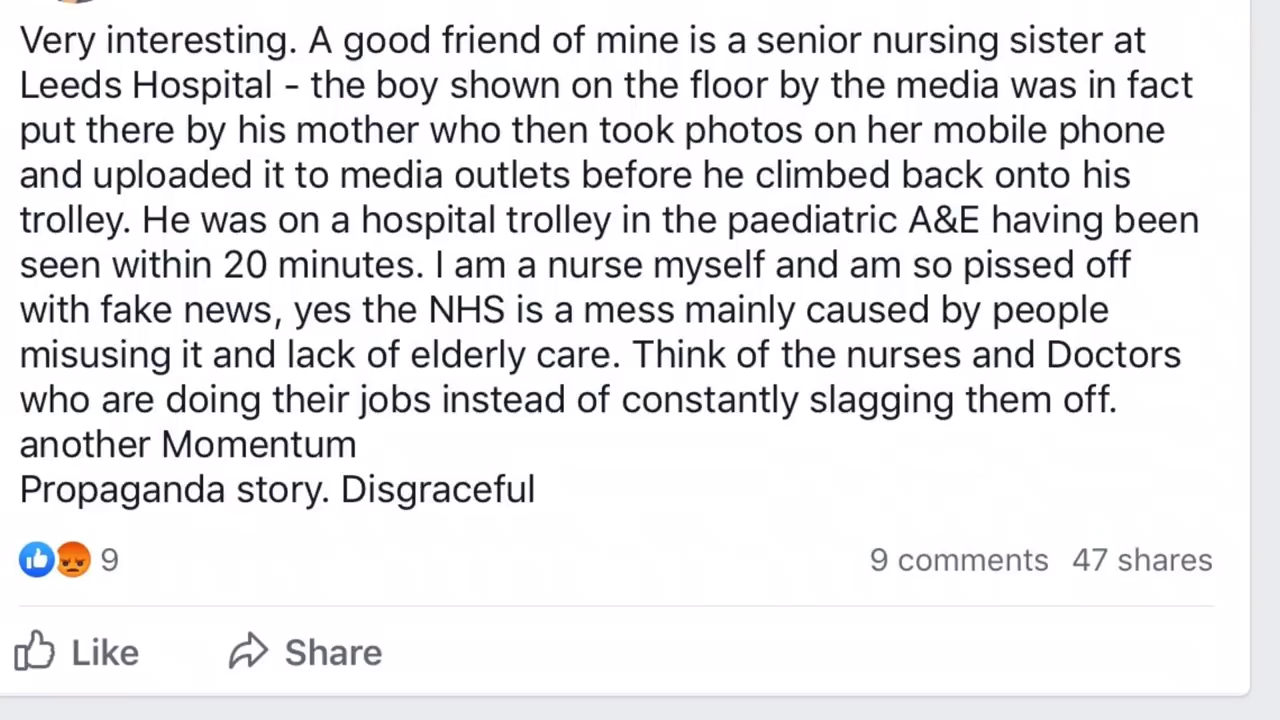 Very interesting. A good friend of mine is a senior nursing sister at
Leeds Hospital - the boy shown on the floor by the media was in fact
put there by his mother who then took photos on her mobile phone
and uploaded it to media outlets before he climbed back onto his
trolley. He was on a hospital trolley in the paediatric A&E having been
seen within 20 minutes. I am a nurse myself and am so pissed off
with fake news, yes the NHS is a mess mainly caused by people
misusing it and lack of elderly care. Think of the nurses and Doctors
who are doing their jobs instead of constantly slagging them off.
another Momentum
Propaganda story. Disgraceful
9 9 comments 47 shares
Like Share